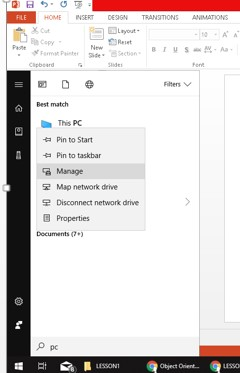 FILE HOME INSERT DESIGN TRANSITIONS ANIMATIONS
Cut
Copy
Format Painter
Paste
New
Slide
Layout
Reset
Section
Clipboard
Slides
Font
Filters
Best match
This PC
Pin to Start
Pin to taskbar
Manage
Map network drive
Disconnect network drive
Properties
Documents (7+)
pc
LESSON1
Object Orient...
LESSO